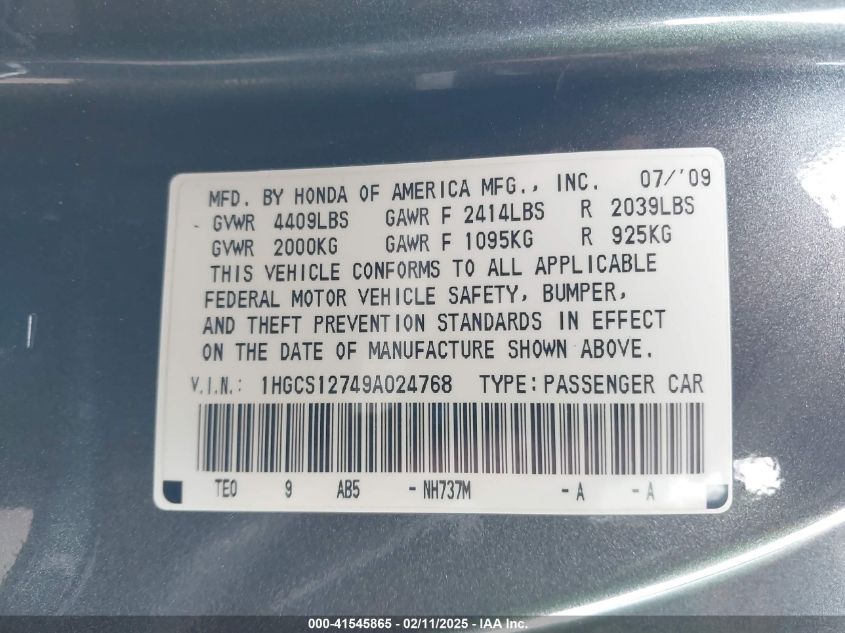 MFD. BY HONDA OF AMERICA MFG., INC. 07/'09
GVWR 4409LBS GAWR F 2414LBS R 2039LBS
GVWR 2000KG GAWR F 1095KG R 925KG
THIS VEHICLE CONFORMS TO ALL APPLICABLE
FEDERAL MOTOR VEHICLE SAFETY, BUMPER,
AND THEFT PREVENTION STANDARDS IN EFFECT
ON THE DATE OF MANUFACTURE SHOWN ABOVE.
V.I.N.: 1HGCS12749A024768 TYPE: PASSENGER CAR
TE0 9 AB5 - NH737M - A - A
000-41545865 - 02/11/2025 - IAA Inc.